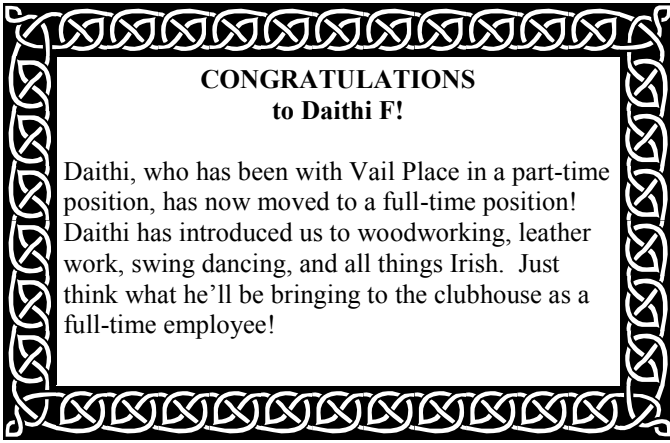 CONGRATULATIONS
to Daithi F!
Daithi, who has been with Vail Place in a part-time
position, has now moved to a full-time position!
Daithi has introduced us to woodworking, leather
work, swing dancing, and all things Irish.  Just
think what he’ll be bringing to the clubhouse as a
full-time employee!